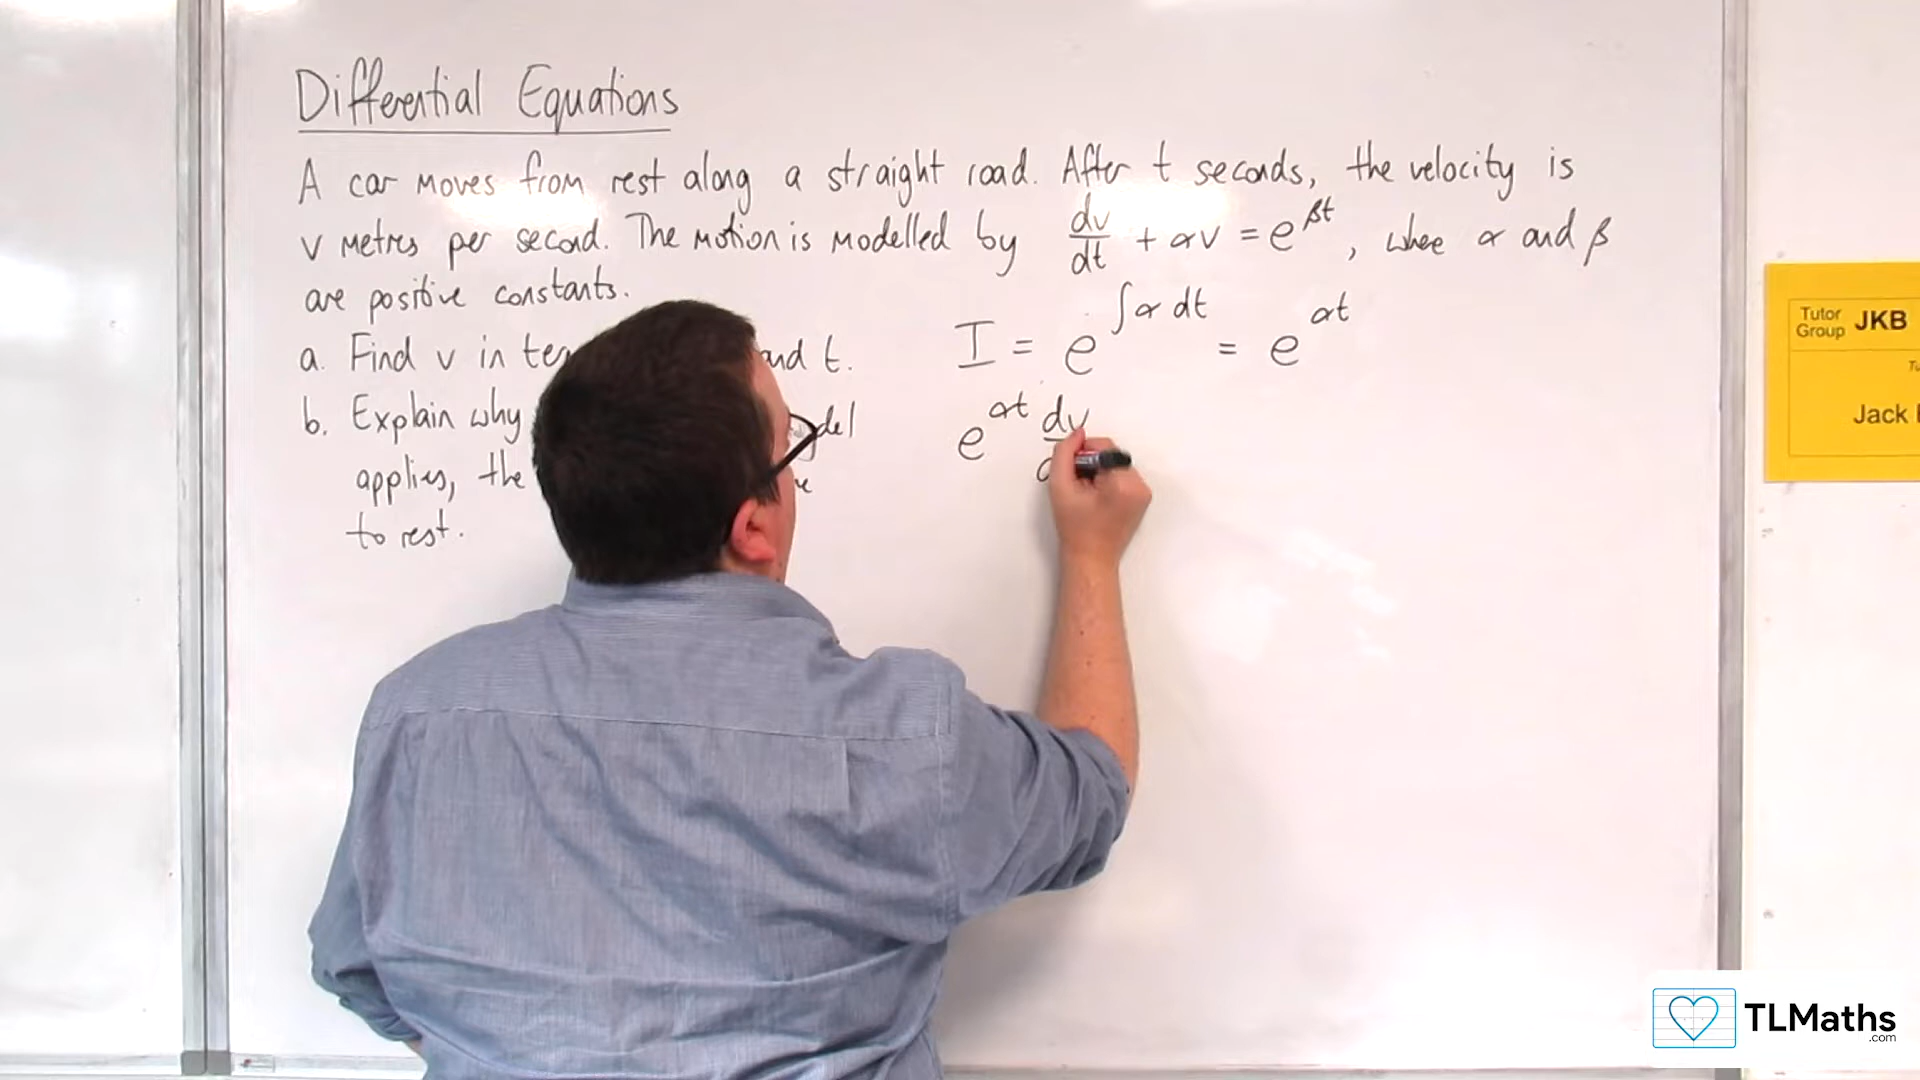 Differential Equations
A car moves from rest along a straight road. After t seconds, the velocity is
v metres per second. The motion is modelled by dv/dt + αv = e^βt, where α and β
are positive constants.
a. Find v in and t.
b. Explain why
applies, the
to rest.
I = e^∫α dt = e^αt
e^αt dv
Tutor Group JKB
Jack
TLMaths
.com